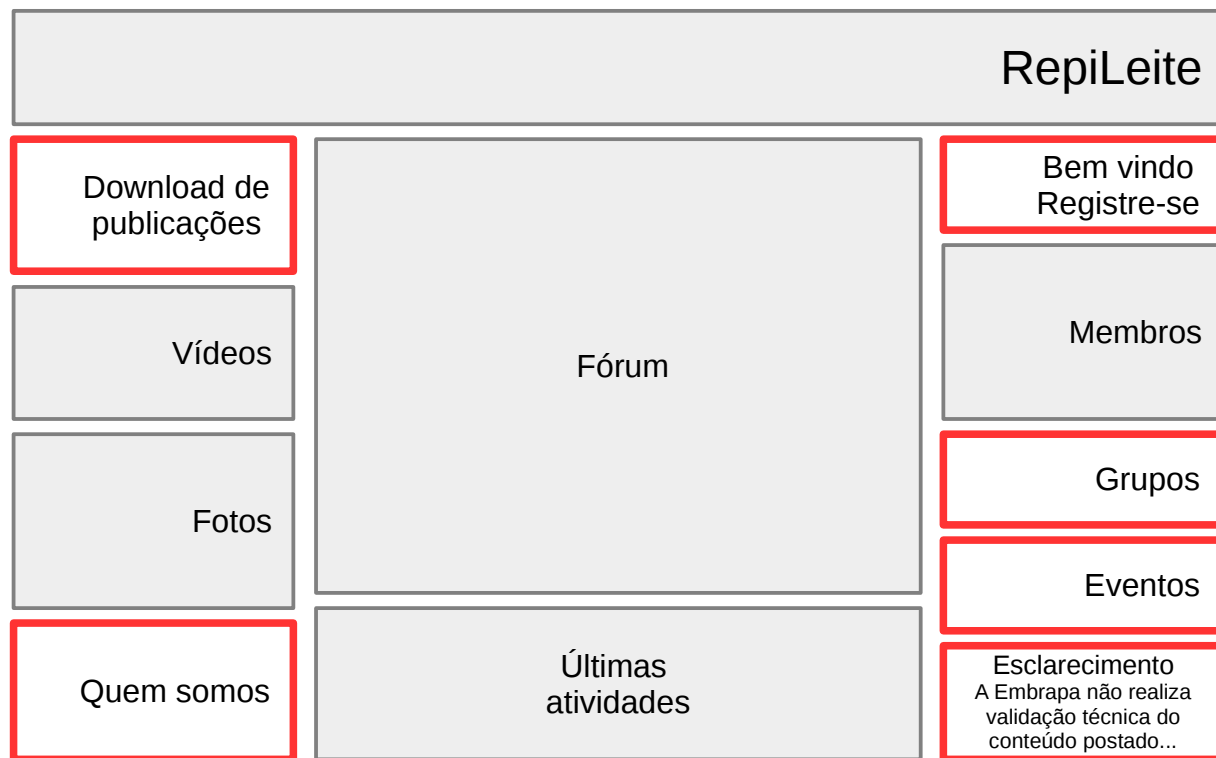 RepiLeite
Download de
publicações
Vídeos
Fotos
Quem somos
Fórum
Últimas
atividades
Bem vindo
Registre-se
Membros
Grupos
Eventos
Esclarecimento
A Embrapa não realiza
validação técnica do
conteúdo postado...